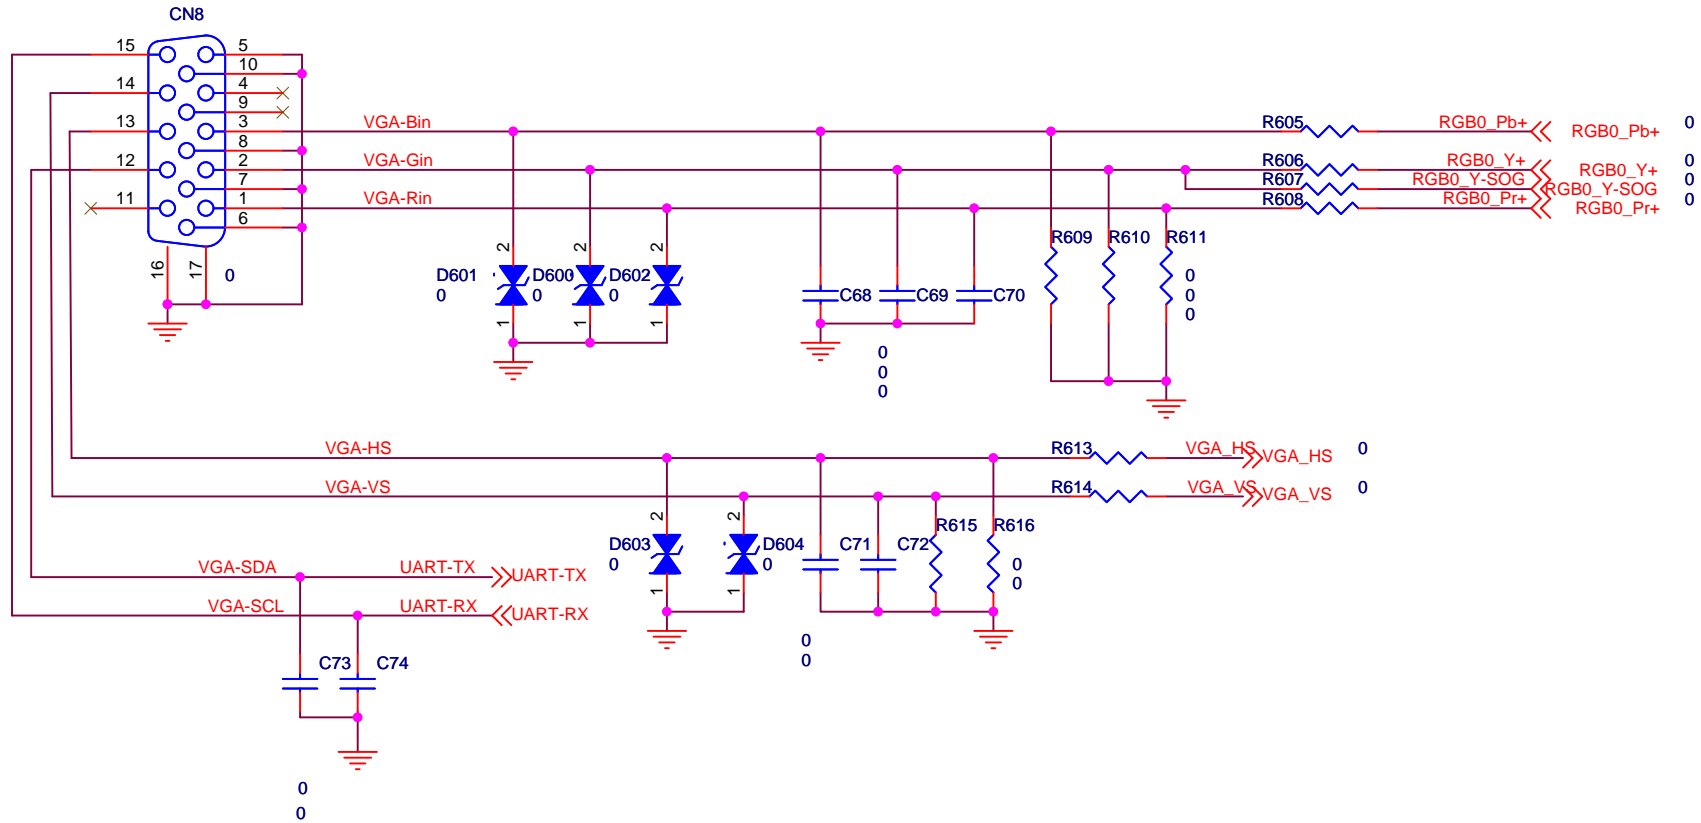 CN8
15 5
10
14 4
9
13 3 VGA-Bin R605 RGB0_Pb+ RGB0_Pb+ 0
8
12 2 VGA-Gin R606 RGB0_Y+ RGB0_Y+ 0
7 R607 RGB0_Y-SOG RGB0_Y-SOG 0
11 1 VGA-Rin R608 RGB0_Pr+ RGB0_Pr+ 0
6
R609 R610 R611
2 2 2
16 17 0
D601 D600 D602
0 0 0
C68 C69 C70
0
0
0
1 1 1
0
0
0
VGA-HS R613 VGA_HS VGA_HS 0
VGA-VS R614 VGA_VS VGA_VS 0
2 2
R615 R616
D603 D604 C71 C72
0 0
0
0
1 1
VGA-SDA UART-TX UART-TX
VGA-SCL UART-RX UART-RX
0
0
C73 C74
0
0